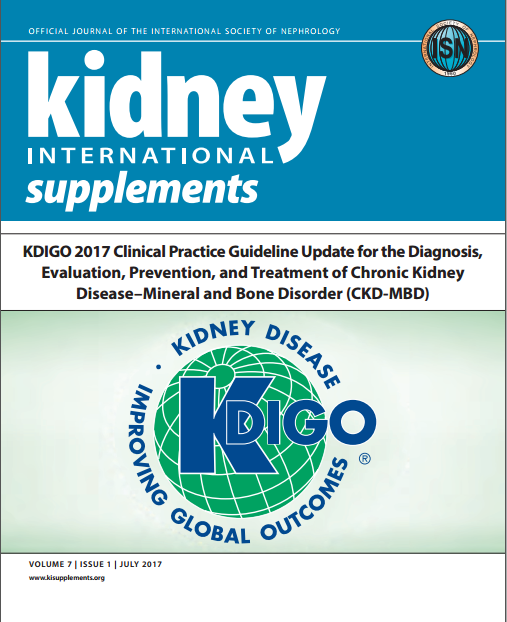 OFFICIAL JOURNAL OF THE INTERNATIONAL SOCIETY OF NEPHROLOGY
ISN
1960
kidney
INTERNATIONAL
supplements
KDIGO 2017 Clinical Practice Guideline Update for the Diagnosis,
Evaluation, Prevention, and Treatment of Chronic Kidney
Disease–Mineral and Bone Disorder (CKD-MBD)
• KIDNEY DISEASE
IMPROVING GLOBAL OUTCOMES
KDIGO
®
VOLUME 7 | ISSUE 1 | JULY 2017
www.kisupplements.org